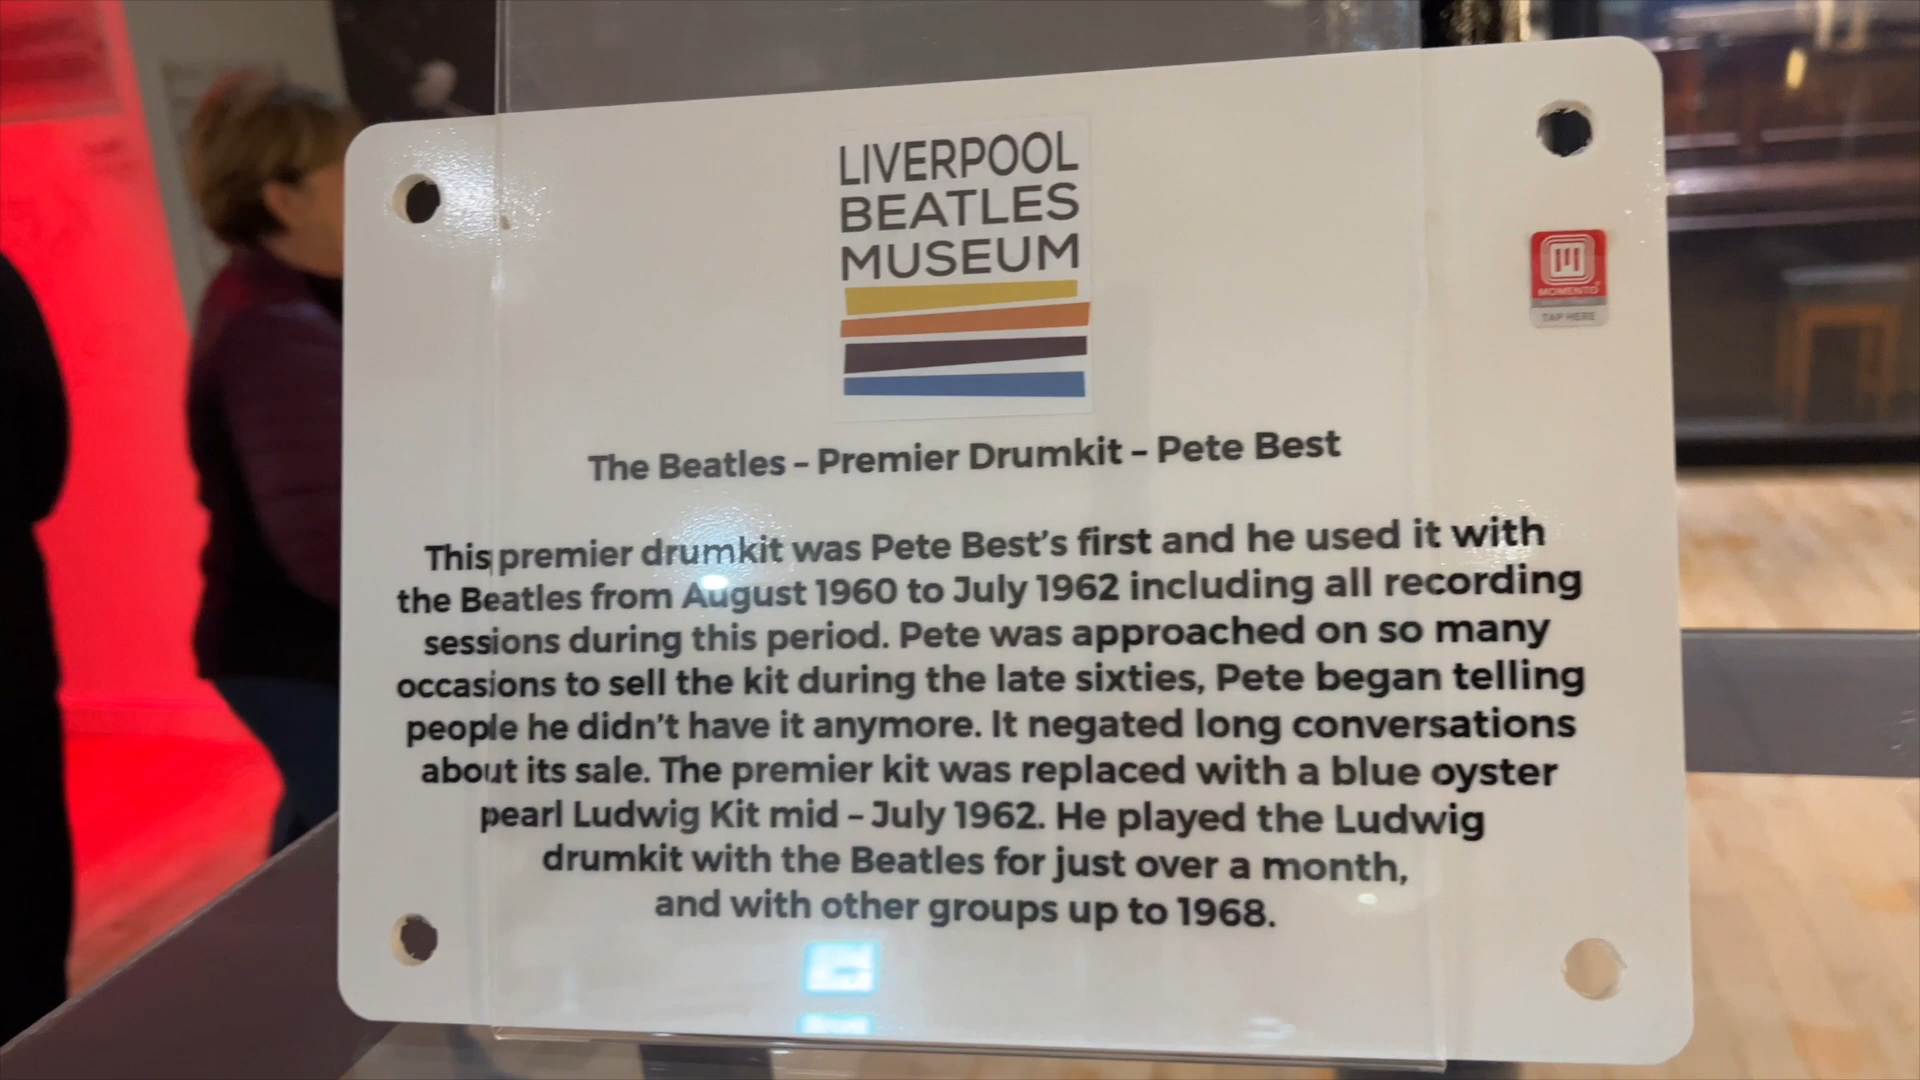 LIVERPOOL
BEATLES
MUSEUM
MOMENTO
TAP HERE
The Beatles – Premier Drumkit – Pete Best
This premier drumkit was Pete Best's first and he used it with
the Beatles from August 1960 to July 1962 including all recording
sessions during this period. Pete was approached on so many
occasions to sell the kit during the late sixties, Pete began telling
people he didn't have it anymore. It negated long conversations
about its sale. The premier kit was replaced with a blue oyster
pearl Ludwig Kit mid – July 1962. He played the Ludwig
drumkit with the Beatles for just over a month,
and with other groups up to 1968.